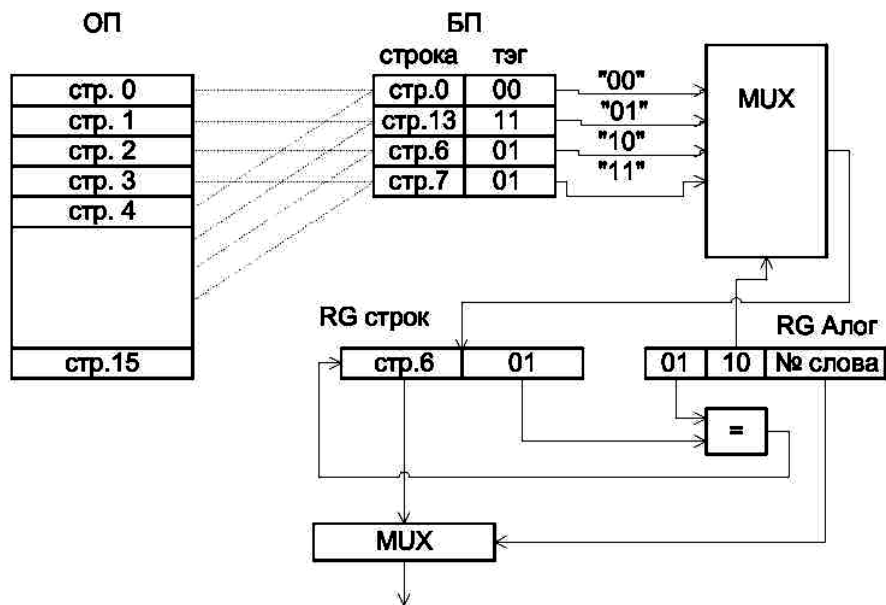 ОП
БП
строка тэг
стр. 0
стр. 1
стр. 2
стр. 3
стр. 4
стр.15
стр.0 00
стр.13 11
стр.6 01
стр.7 01
"00"
"01"
"10"
"11"
MUX
RG строк
стр.6 01
RG Алог
01 10 № слова
=
MUX